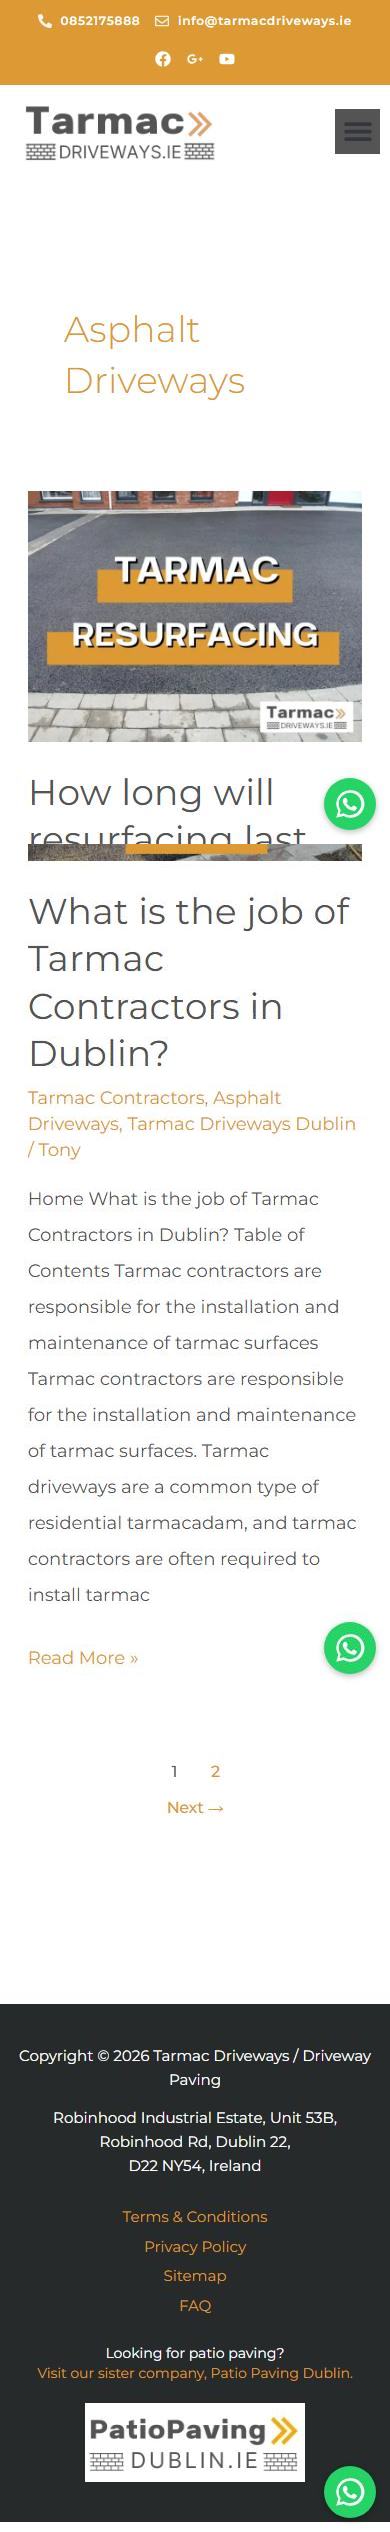 0852175888 info@tarmacdriveways.ie
Tarmac
DRIVEWAYS.IE
Asphalt
Driveways
TARMAC
RESURFACING
Tarmac
DRIVEWAYS.IE
How long will
resurfacing last
What is the job of
Tarmac
Contractors in
Dublin?
Tarmac Contractors, Asphalt
Driveways, Tarmac Driveways Dublin
/ Tony
Home What is the job of Tarmac
Contractors in Dublin? Table of
Contents Tarmac contractors are
responsible for the installation and
maintenance of tarmac surfaces
Tarmac contractors are responsible
for the installation and maintenance
of tarmac surfaces. Tarmac
driveways are a common type of
residential tarmacadam, and tarmac
contractors are often required to
install tarmac
Read More »
1 2
Next →
Copyright © 2026 Tarmac Driveways / Driveway
Paving
Robinhood Industrial Estate, Unit 53B,
Robinhood Rd, Dublin 22,
D22 NY54, Ireland
Terms & Conditions
Privacy Policy
Sitemap
FAQ
Looking for patio paving?
Visit our sister company, Patio Paving Dublin.
PatioPaving
DUBLIN.IE